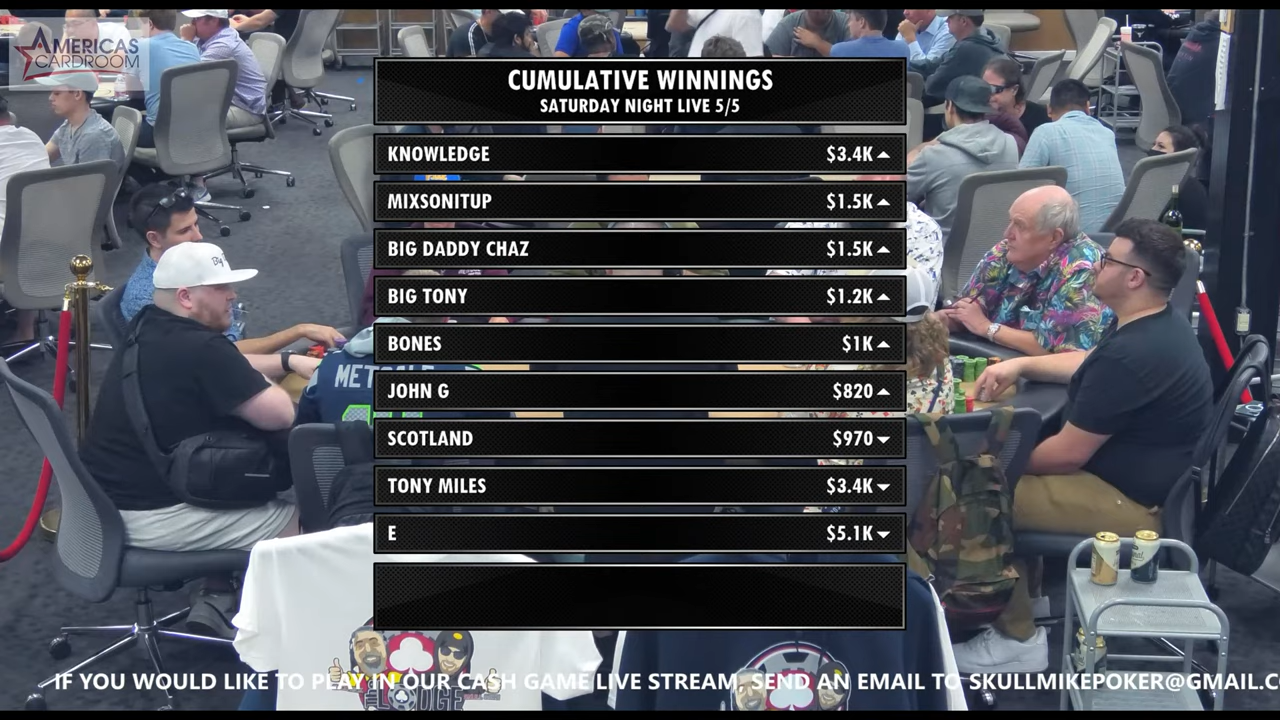 AMERICAS
CARDROOM
CUMULATIVE WINNINGS
SATURDAY NIGHT LIVE 5/5
KNOWLEDGE $3.4K
MIXSONITUP $1.5K
BIG DADDY CHAZ $1.5K
BIG TONY $1.2K
BONES $1K
JOHN G $820
SCOTLAND $970
TONY MILES $3.4K
E $5.1K
IF YOU WOULD LIKE TO PLAY IN OUR CASH GAME LIVE STREAM, SEND AN EMAIL TO SKULLMIKEPOKER@GMAIL.C